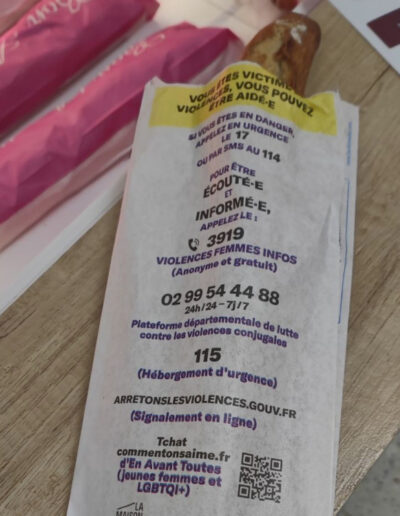 VOUS ÊTES VICTIME
VIOLENCES, VOUS POUVEZ
ÊTRE AIDÉ·E
SI VOUS ÊTES EN DANGER,
APPELEZ EN URGENCE
LE 17
OU PAR SMS AU 114
POUR ÊTRE
ÉCOUTÉ·E
ET
INFORMÉ·E,
APPELEZ LE :
3919
VIOLENCES FEMMES INFOS
(Anonyme et gratuit)
02 99 54 44 88
24h/24 - 7j/7
Plateforme départementale de lutte
contre les violences conjugales
115
(Hébergement d'urgence)
ARRETONSLESVIOLENCES.GOUV.FR
(Signalement en ligne)
Tchat
commentonsaime.fr
d'En Avant Toutes
(jeunes femmes et
LGBTQI+)
LA
MAISON